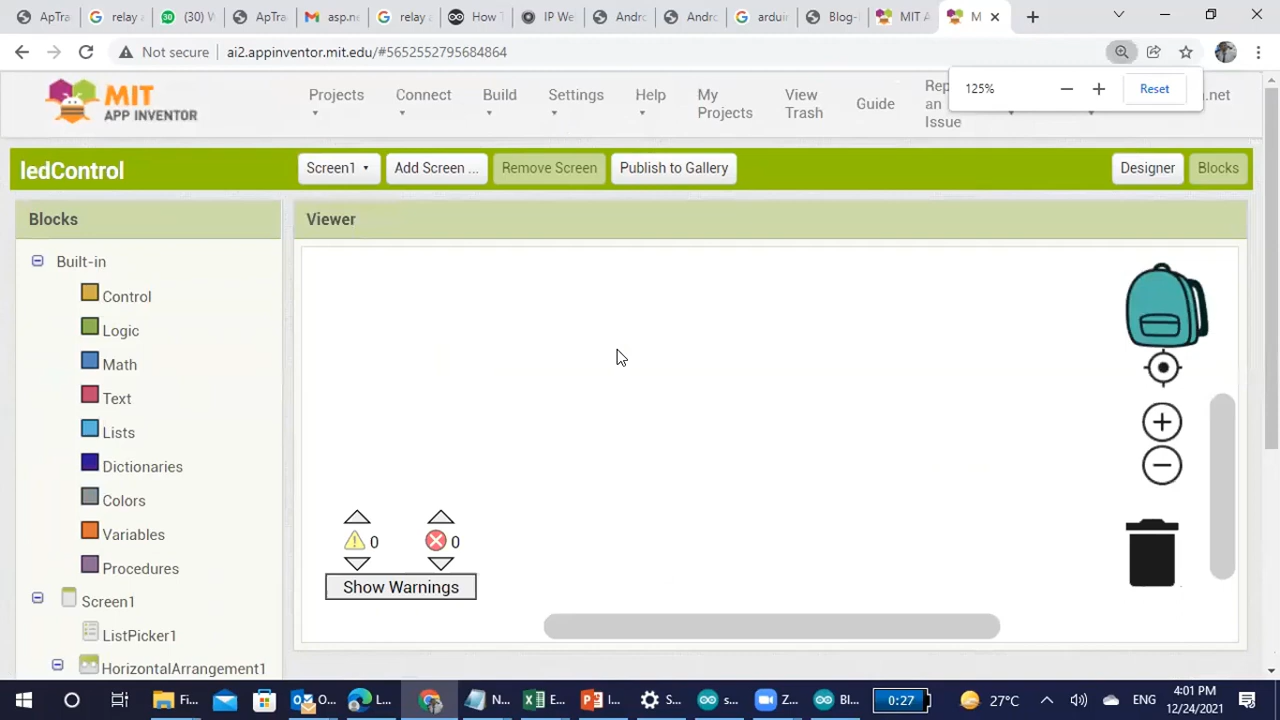 ApTra
relay a
(30) V
ApTra
asp.ne
relay a
How T
IP We
Andro
Andro
arduin
Blog-
MIT A
M
Not secure
ai2.appinventor.mit.edu/#5652552795684864
125%
Reset
MIT
APP INVENTOR
Projects
Connect
Build
Settings
Help
My Projects
View Trash
Guide
Rep
an
Issue
.net
ledControl
Screen1
Add Screen ...
Remove Screen
Publish to Gallery
Designer
Blocks
Blocks
Viewer
Built-in
Control
Logic
Math
Text
Lists
Dictionaries
Colors
Variables
Procedures
Screen1
ListPicker1
HorizontalArrangement1
0
0
Show Warnings
Fi...
O...
L...
N...
E...
I...
S...
s...
Z...
Bl...
0:27
27°C
ENG
4:01 PM
12/24/2021